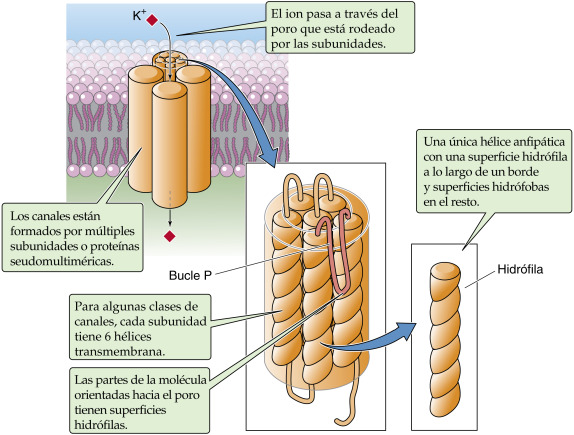 K+
El ion pasa a través del
poro que está rodeado
por las subunidades.
Una única hélice anfipática
con una superficie hidrófila
a lo largo de un borde
y superficies hidrófobas
en el resto.
Los canales están
formados por múltiples
subunidades o proteínas
seudomultiméricas.
Bucle P
Hidrófila
Para algunas clases de
canales, cada subunidad
tiene 6 hélices
transmembrana.
Las partes de la molécula
orientadas hacia el poro
tienen superficies
hidrófilas.